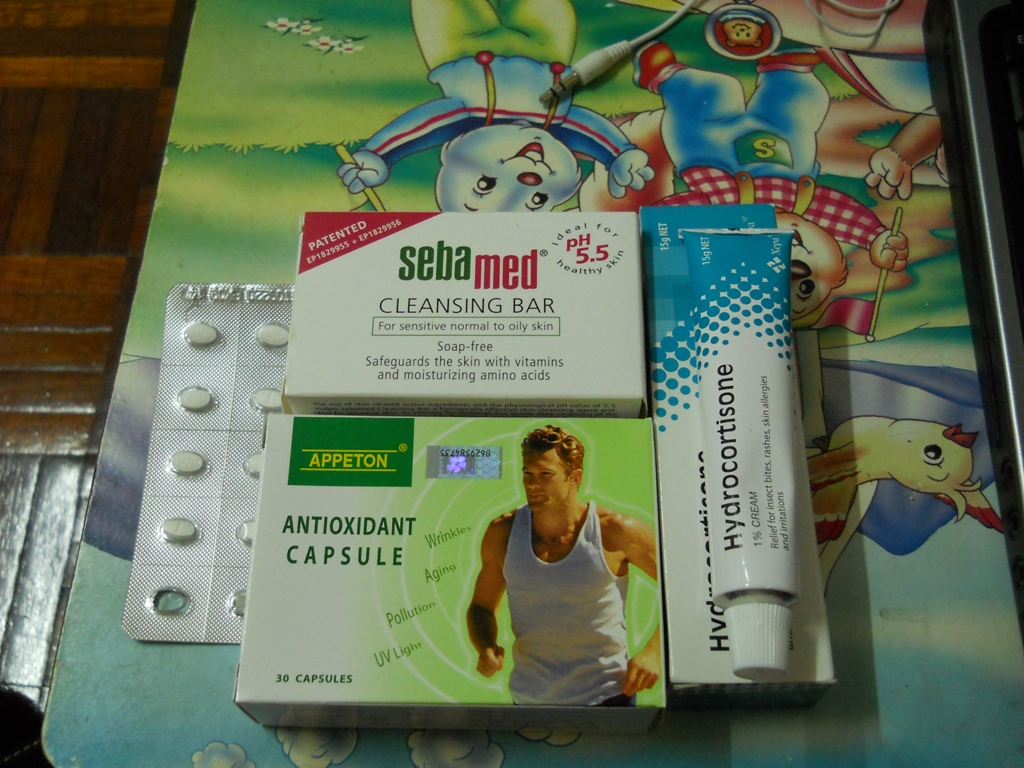 PATENTED
EP1829955 + EP1829956
sebamed®
ideal for
pH
5.5
healthy skin
CLEANSING BAR
For sensitive normal to oily skin
Soap-free
Safeguards the skin with vitamins
and moisturizing amino acids
APPETON®
B629584735
ANTIOXIDANT
CAPSULE
Wrinkles
Aging
Pollution
UV Light
30 CAPSULES
15g NET
Hydrocortisone
15g NET
Hydrocortisone
1% CREAM
Relief for insect bites, rashes, skin allergies
and irritations
S